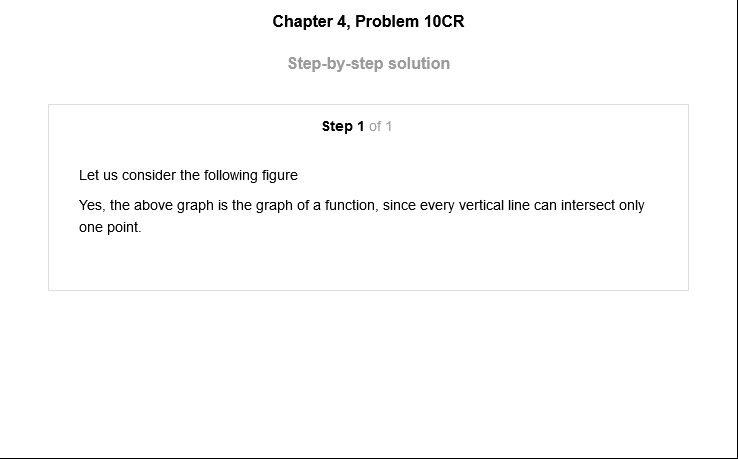 Chapter 4, Problem 10CR
Step-by-step solution
Step 1 of 1
Let us consider the following figure
Yes, the above graph is the graph of a function, since every vertical line can intersect only
one point.